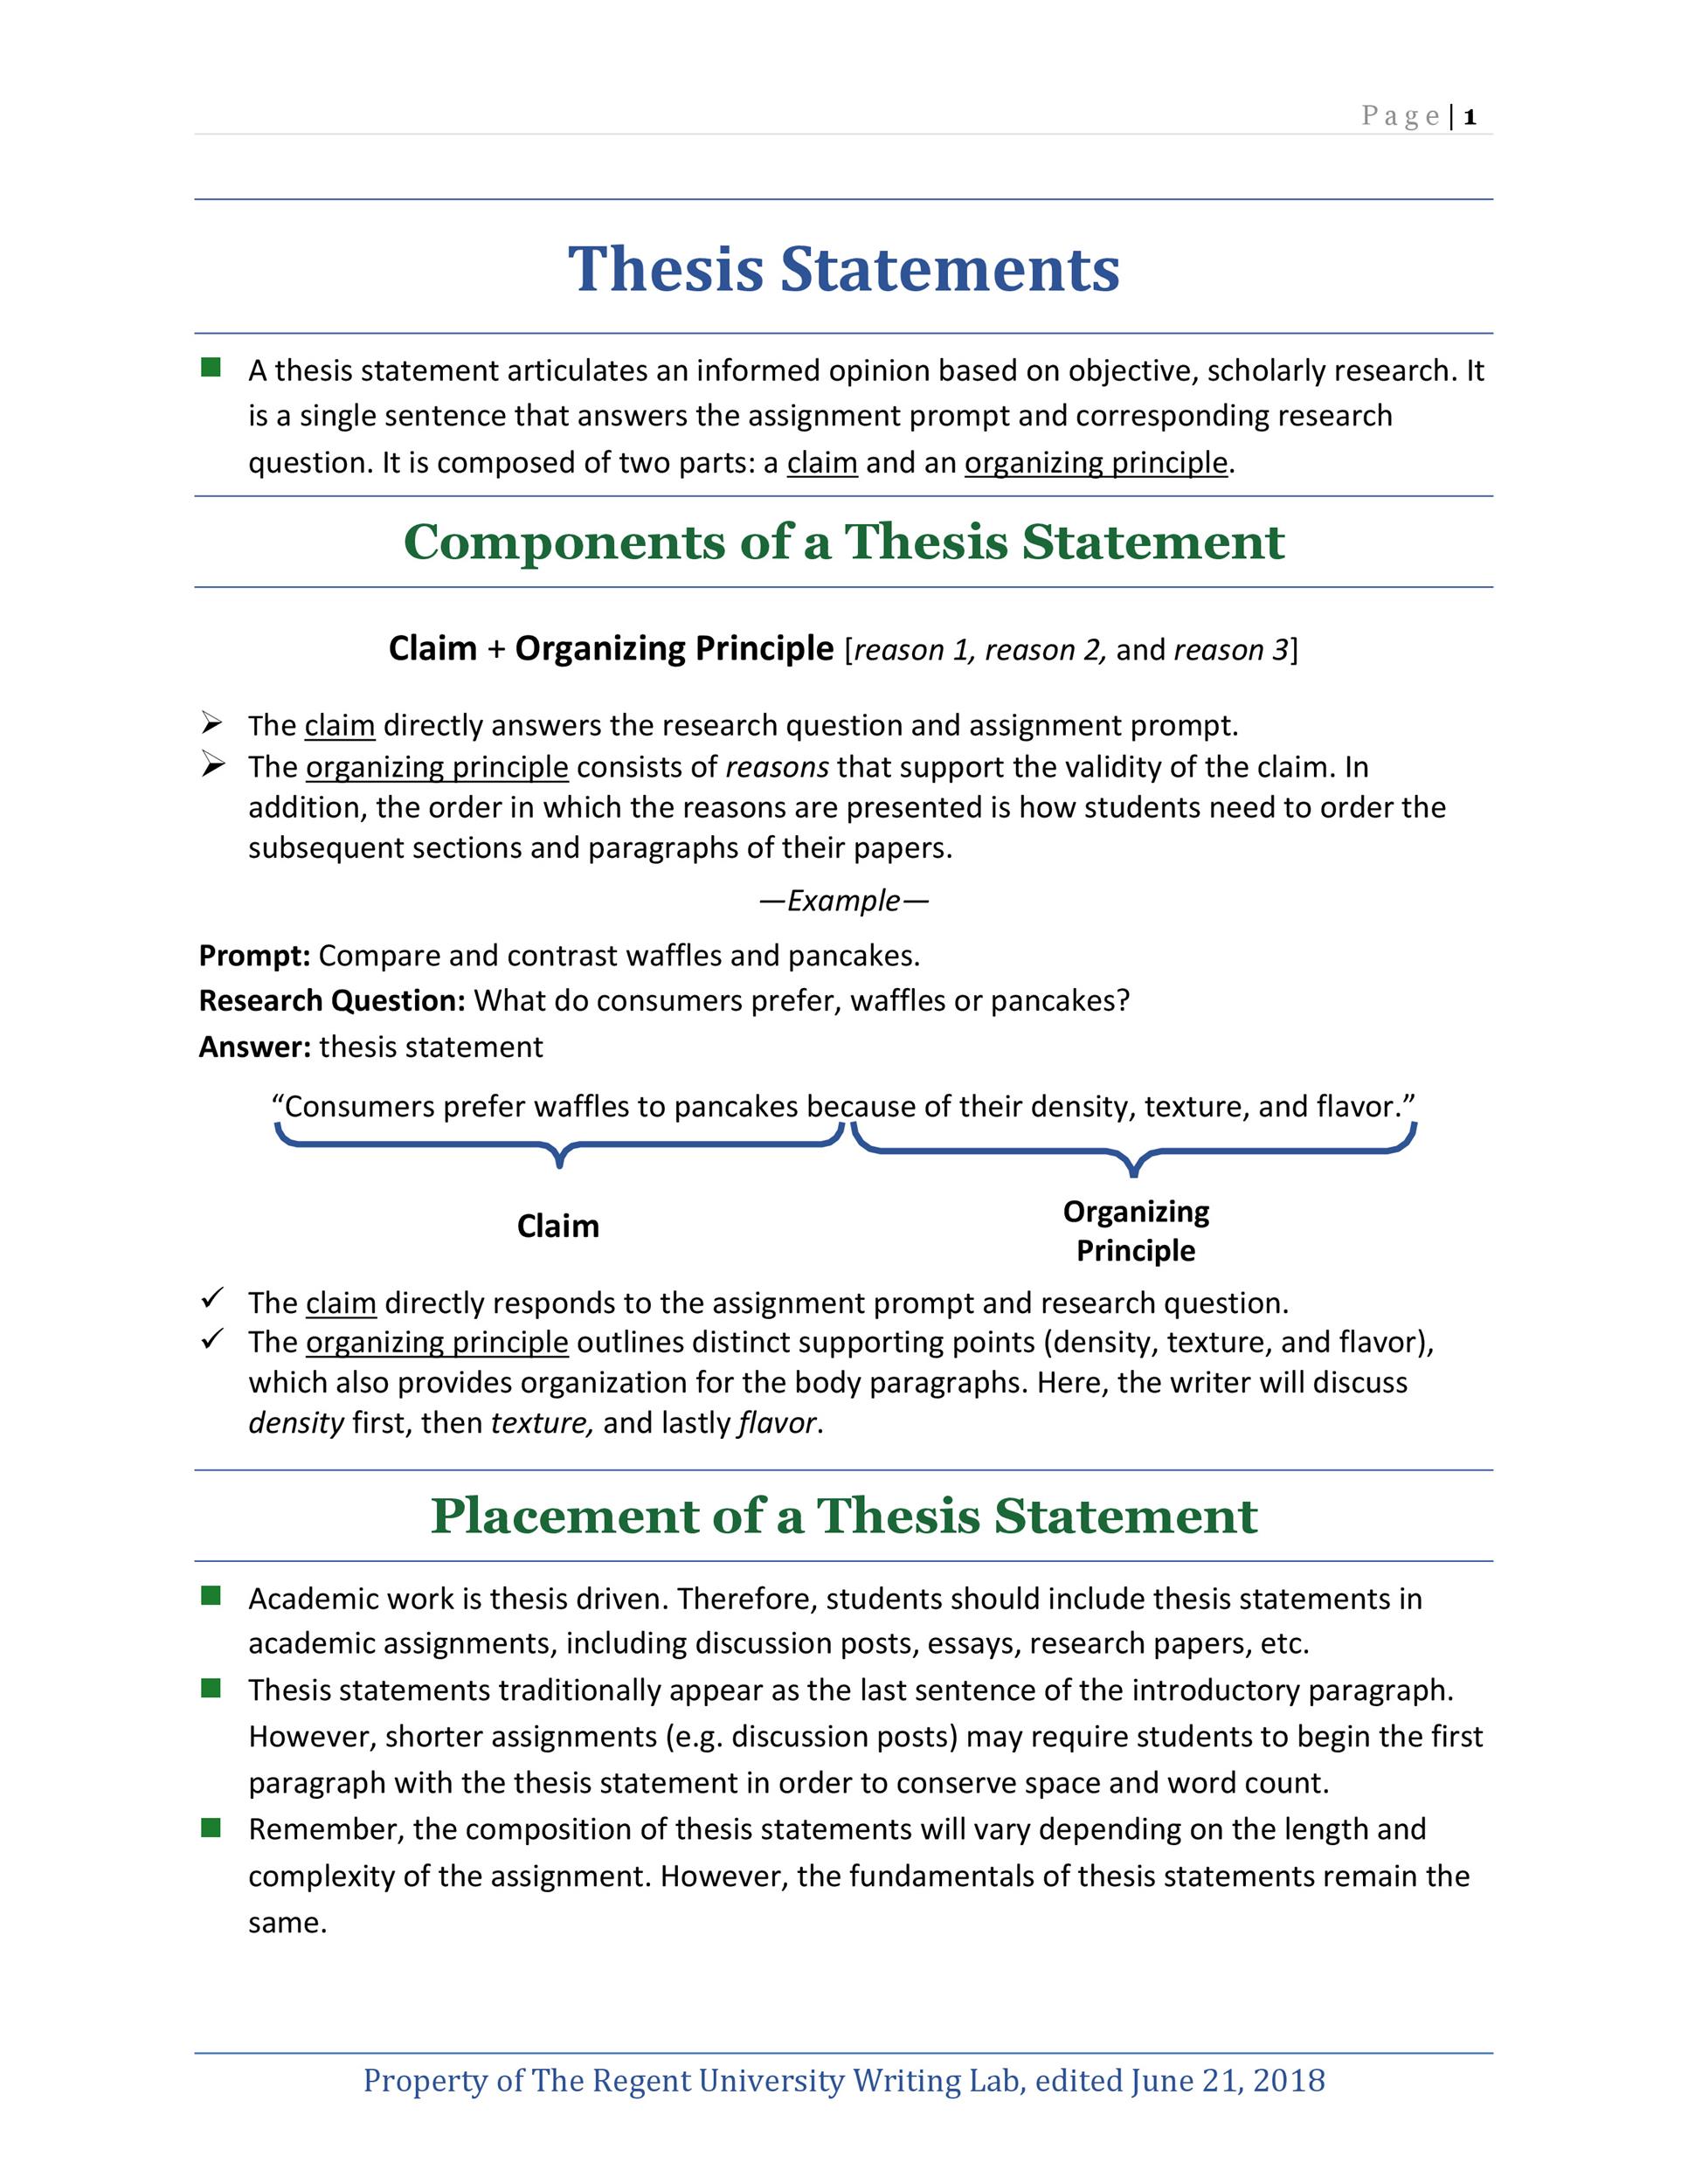 Page | 1
Thesis Statements
■ A thesis statement articulates an informed opinion based on objective, scholarly research. It
is a single sentence that answers the assignment prompt and corresponding research
question. It is composed of two parts: a claim and an organizing principle.
Components of a Thesis Statement
Claim + Organizing Principle [reason 1, reason 2, and reason 3]
➢ The claim directly answers the research question and assignment prompt.
➢ The organizing principle consists of reasons that support the validity of the claim. In
addition, the order in which the reasons are presented is how students need to order the
subsequent sections and paragraphs of their papers.
—Example—
Prompt: Compare and contrast waffles and pancakes.
Research Question: What do consumers prefer, waffles or pancakes?
Answer: thesis statement
“Consumers prefer waffles to pancakes because of their density, texture, and flavor.”
Claim
Organizing
Principle
✓ The claim directly responds to the assignment prompt and research question.
✓ The organizing principle outlines distinct supporting points (density, texture, and flavor),
which also provides organization for the body paragraphs. Here, the writer will discuss
density first, then texture, and lastly flavor.
Placement of a Thesis Statement
■ Academic work is thesis driven. Therefore, students should include thesis statements in
academic assignments, including discussion posts, essays, research papers, etc.
■ Thesis statements traditionally appear as the last sentence of the introductory paragraph.
However, shorter assignments (e.g. discussion posts) may require students to begin the first
paragraph with the thesis statement in order to conserve space and word count.
■ Remember, the composition of thesis statements will vary depending on the length and
complexity of the assignment. However, the fundamentals of thesis statements remain the
same.
Property of The Regent University Writing Lab, edited June 21, 2018